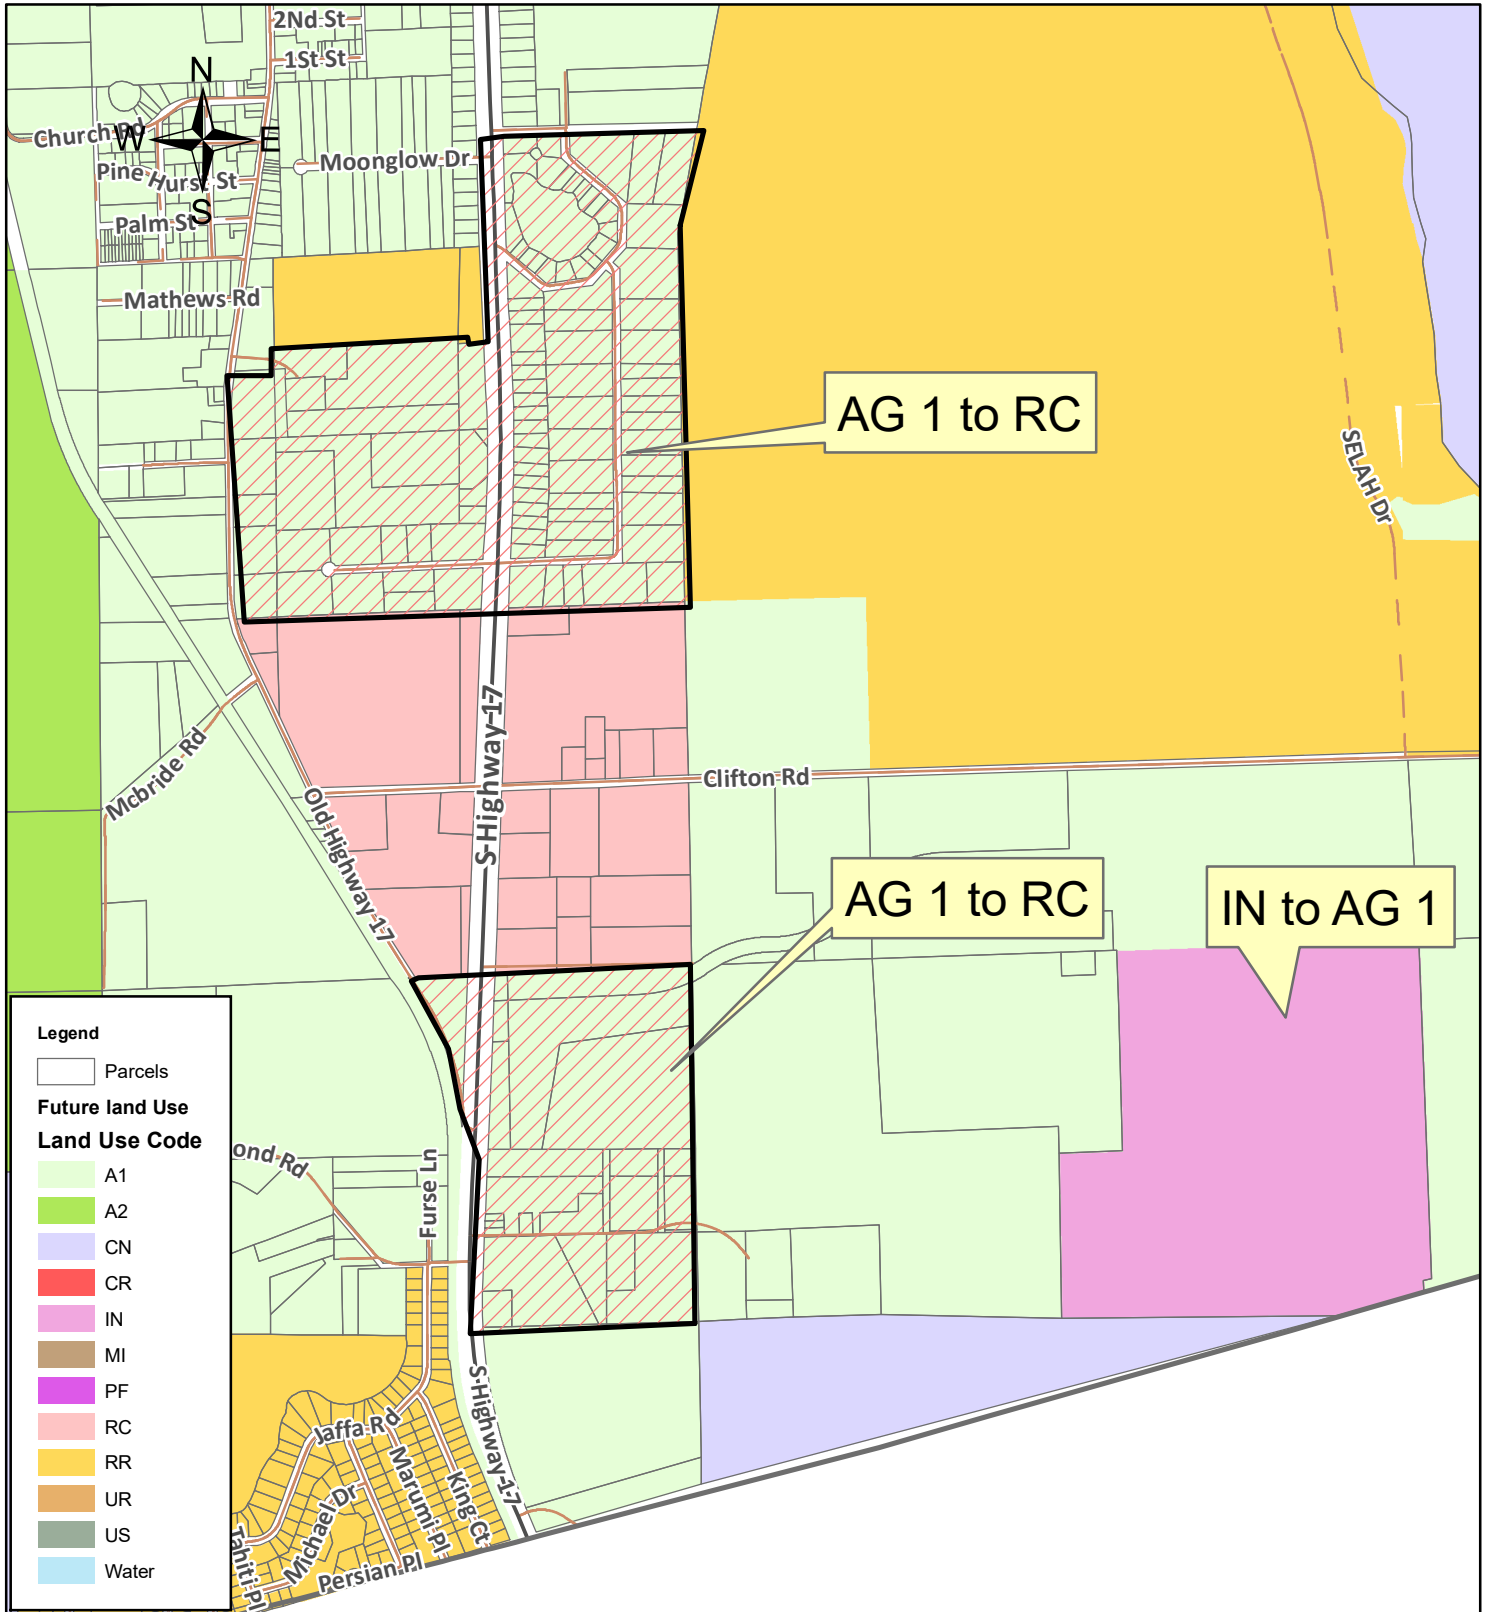 2Nd St
1St St
N
Church Rd
W
E
Moonglow Dr
Pine Hurst St
S
Palm St
Mathews Rd
AG 1 to RC
SELAH Dr
S Highway 17
Mcbride Rd
Clifton Rd
Old Highway 17
AG 1 to RC
IN to AG 1
Legend
Parcels
Future land Use
Land Use Code
A1
A2
CN
CR
IN
MI
PF
RC
RR
UR
US
Water
ond Rd
Furse Ln
S Highway 17
Jaffa Rd
Marumi Pl
King Ct
Michael Dr
Tahiti Pl
Persian Pl